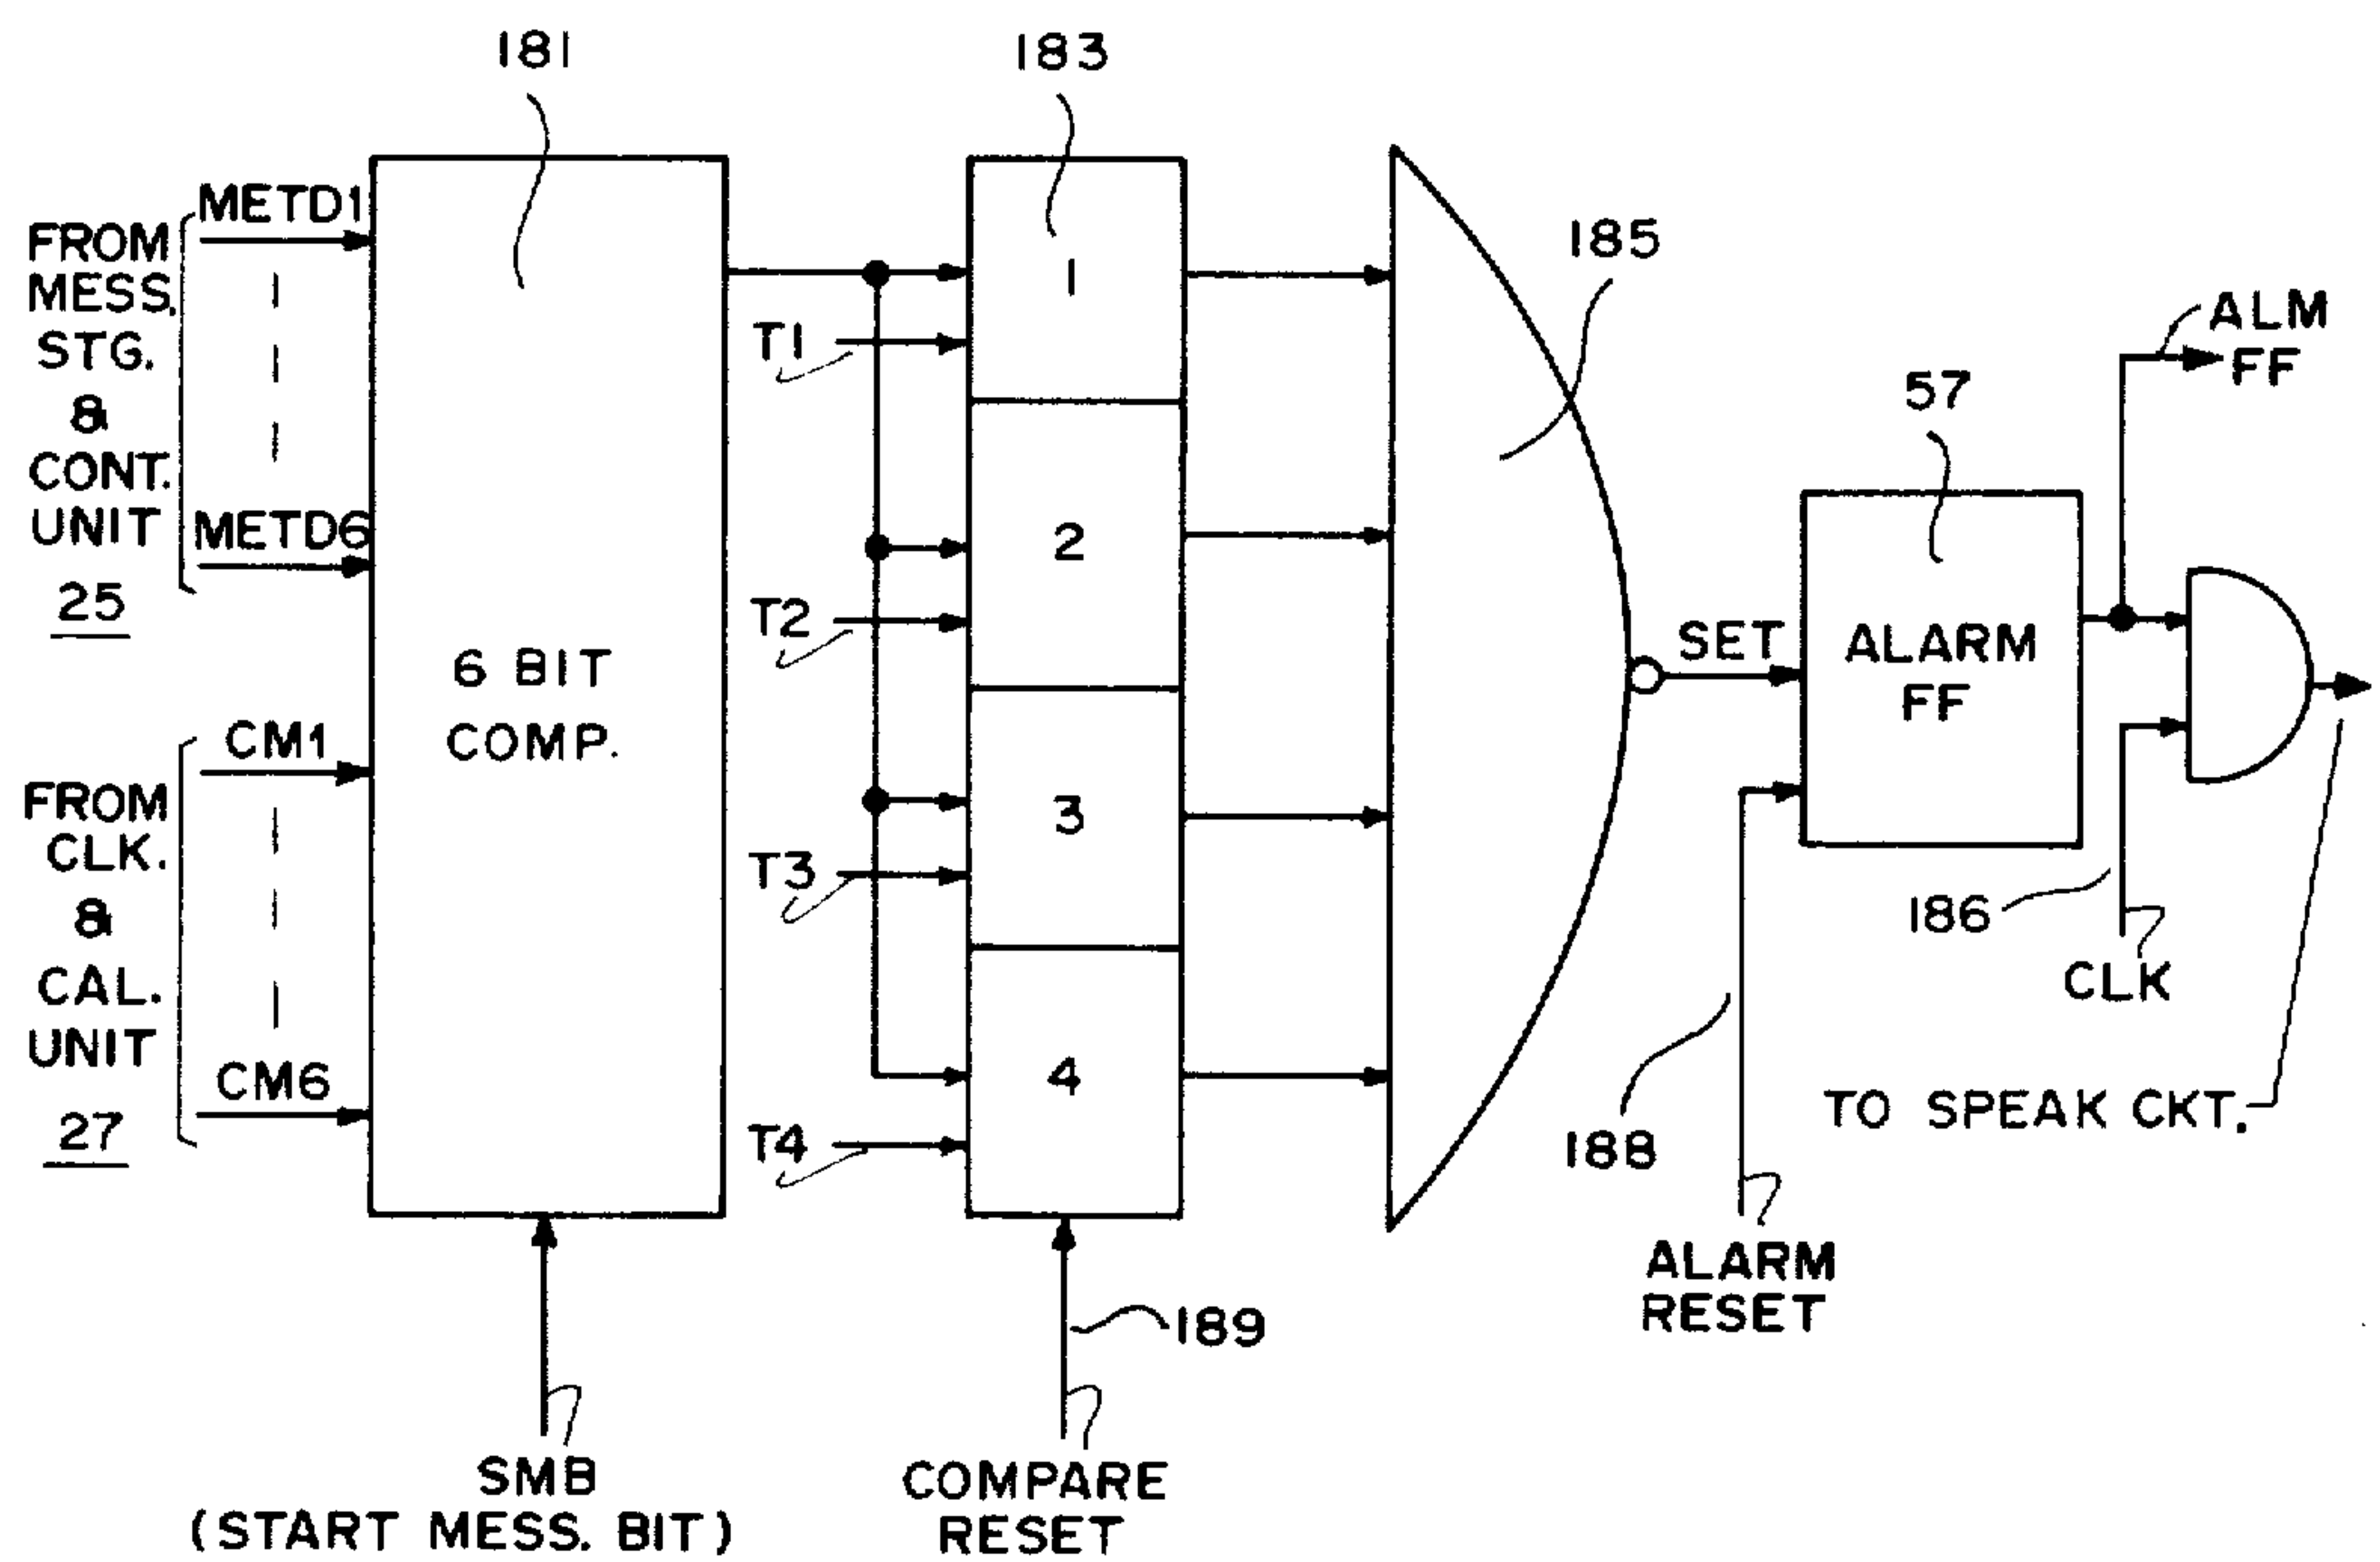 181
183
METD1
FROM
MESS.
STG.
&
CONT.
UNIT
METD6
25
CM1
FROM
CLK.
&
CAL.
UNIT
CM6
27
6 BIT
COMP.
SMB
(START MESS. BIT)
T1
T2
T3
T4
1
2
3
4
189
COMPARE
RESET
185
SET
57
ALARM
FF
ALM
FF
186
CLK
188
TO SPEAK CKT.
ALARM
RESET